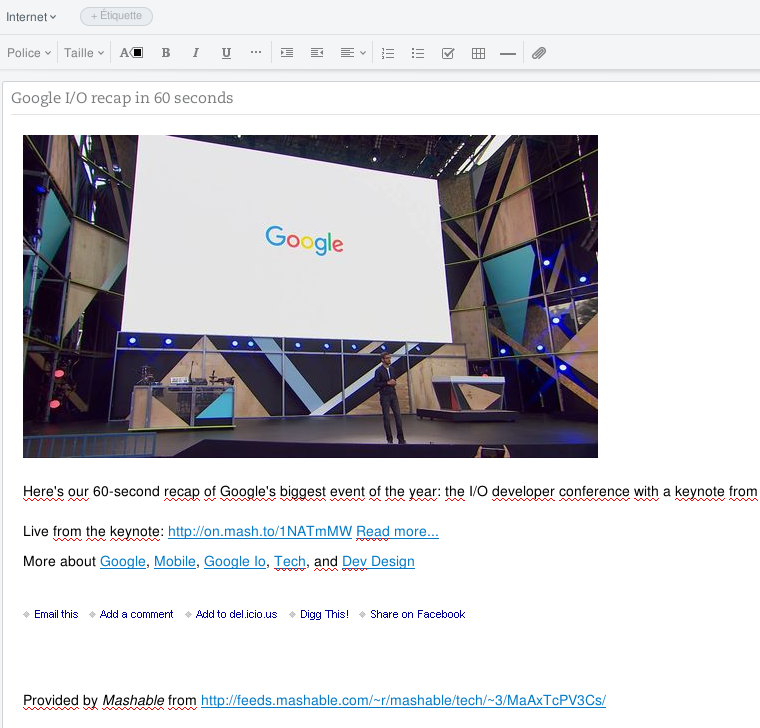 Internet
+ Étiquette
Police Taille A B I U ...
Google I/O recap in 60 seconds
Google
Here's our 60-second recap of Google's biggest event of the year: the I/O developer conference with a keynote from
Live from the keynote: http://on.mash.to/1NATmMW Read more...
More about Google, Mobile, Google Io, Tech, and Dev Design
Email this Add a comment Add to del.icio.us Digg This! Share on Facebook
Provided by Mashable from http://feeds.mashable.com/~r/mashable/tech/~3/MaAxTcPV3Cs/